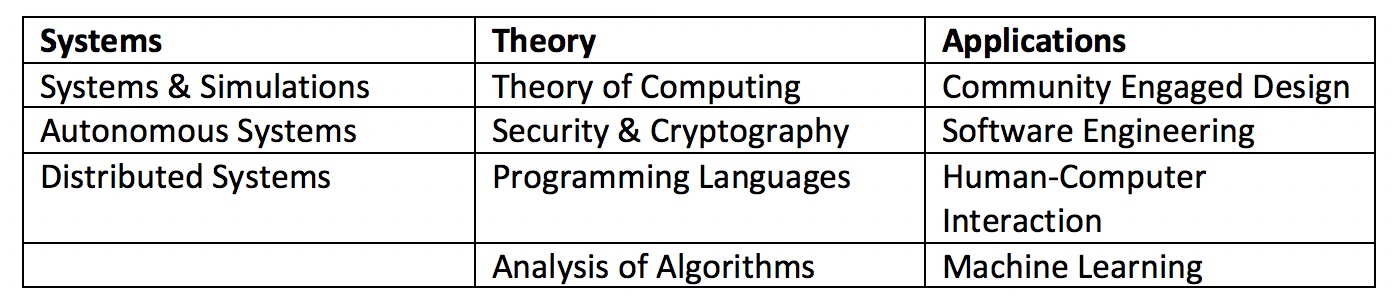 Systems
Theory
Applications
Systems & Simulations
Theory of Computing
Community Engaged Design
Autonomous Systems
Security & Cryptography
Software Engineering
Distributed Systems
Programming Languages
Human-Computer
Interaction
Analysis of Algorithms
Machine Learning